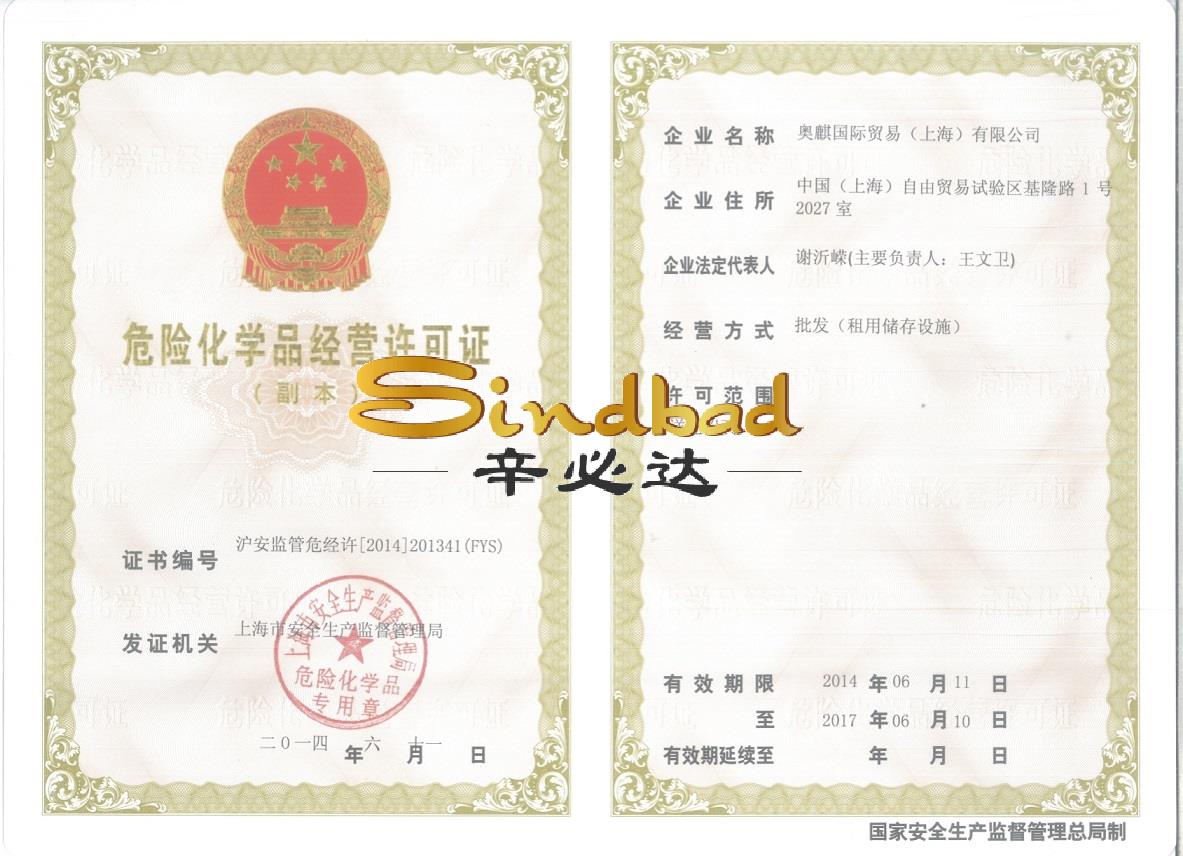 危险化学品经营许可证
（副本）
证书编号 沪安监管危经许[2014]201341(FYS)
发证机关 上海市安全生产监督管理局
上海市安全生产监督管理局
危险化学品
专用章
二〇一四 年 六 月 十一 日
Sindbad
辛必达
企业名称 奥麒国际贸易（上海）有限公司
企业住所 中国（上海）自由贸易试验区基隆路 1 号
2027 室
企业法定代表人 谢沂嵘(主要负责人：王文卫)
经营方式 批发（租用储存设施）
许可范围
有效期限 2014 年 06 月 11 日
至 2017 年 06 月 10 日
有效期延续至 年 月 日
国家安全生产监督管理总局制